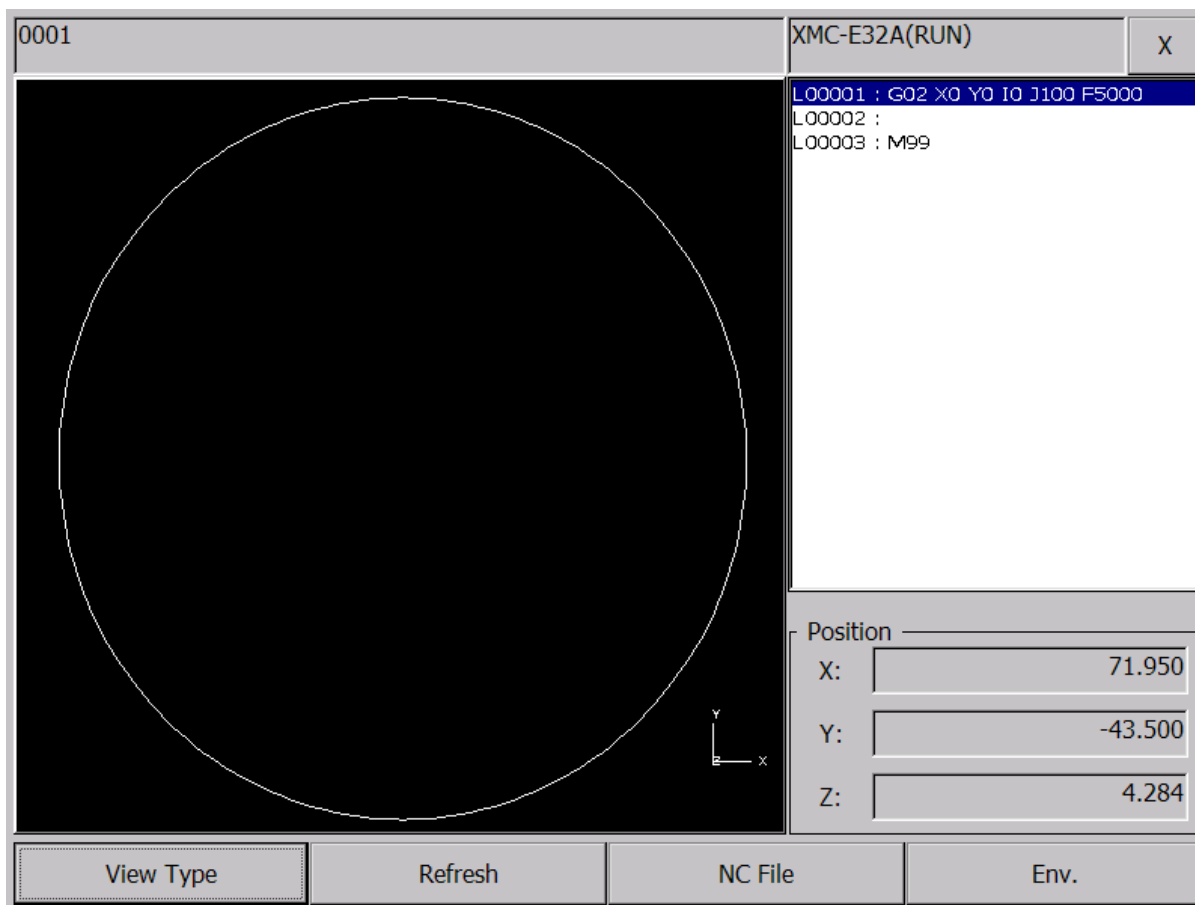 0001
XMC-E32A(RUN)
X
L00001 : G02 X0 Y0 I0 J100 F5000
L00002 :
L00003 : M99
Y
Z
X
Position
X:
71.950
Y:
-43.500
Z:
4.284
View Type
Refresh
NC File
Env.